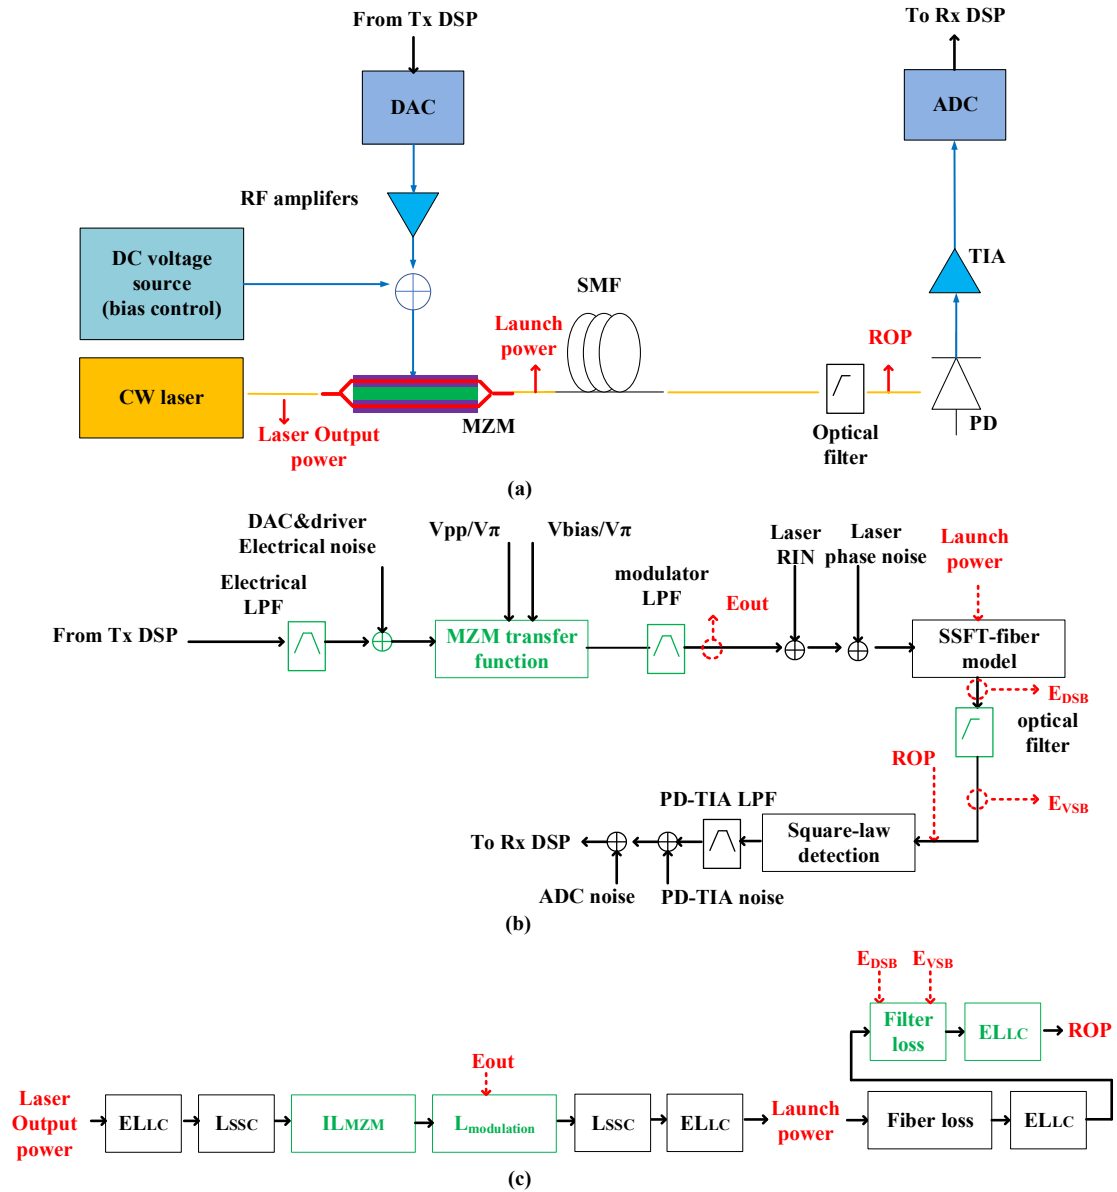 From Tx DSP
To Rx DSP
DAC
ADC
RF amplifers
DC voltage
source
(bias control)
TIA
SMF
Launch
power
ROP
CW laser
MZM
PD
Laser Output
power
Optical
filter
(a)
DAC&driver
Electrical noise
Vpp/Vπ
Vbias/Vπ
Laser
RIN
Laser
phase noise
Launch
power
Electrical
LPF
modulator
LPF
Eout
From Tx DSP
MZM transfer
function
SSFT-fiber
model
EDSB
optical
filter
ROP
EVSB
PD-TIA LPF
To Rx DSP
Square-law
detection
ADC noise
PD-TIA noise
(b)
EDSB
EVSB
Filter
loss
ELLC
ROP
Eout
Laser
Output
power
ELLC
LSSC
ILMZM
Lmodulation
LSSC
ELLC
Launch
power
Fiber loss
ELLC
(c)